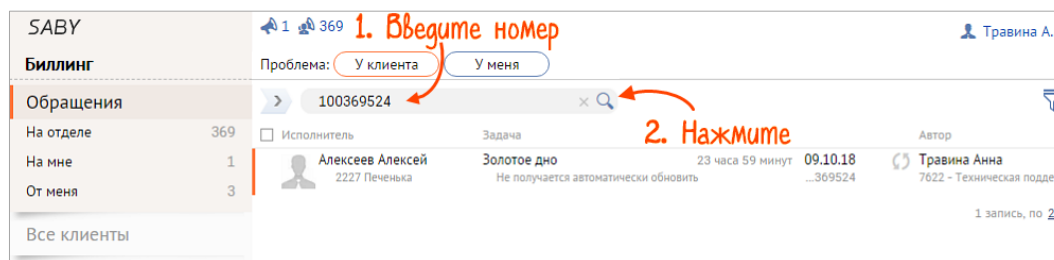 SABY
1 369 1. Введите номер Травина А.
Биллинг
Проблема: У клиента У меня
Обращения
100369524
На отделе 369
Исполнитель Задача 2. Нажмите Автор
На мне 1
Алексеев Алексей Золотое дно 23 часа 59 минут 09.10.18 Травина Анна
2227 Печенька Не получается автоматически обновить ...369524 7622 - Техническая подде
От меня 3
1 запись, по 2
Все клиенты